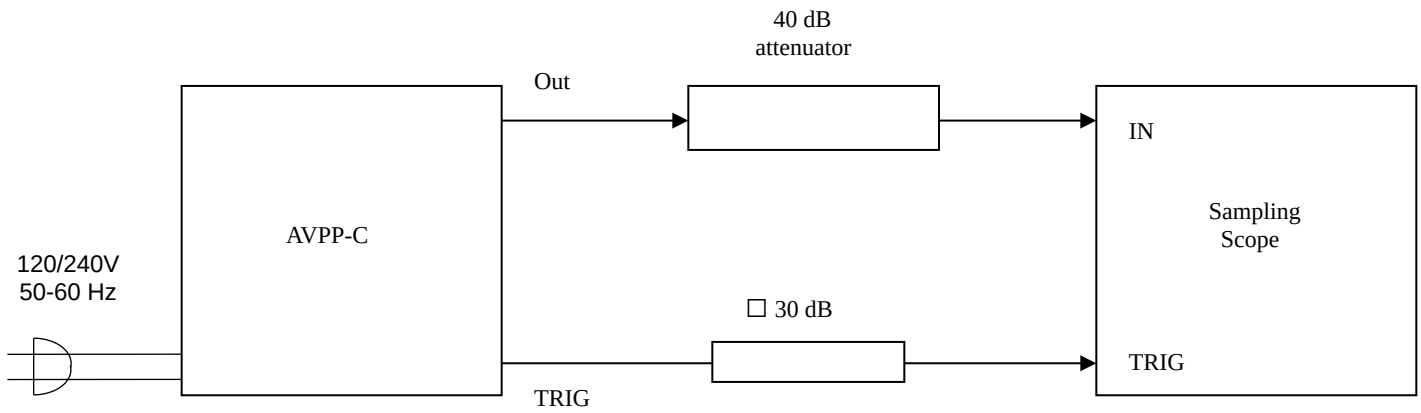 40 dB
attenuator
Out
IN
Sampling
Scope
AVPP-C
120/240V
50-60 Hz
□ 30 dB
TRIG
TRIG